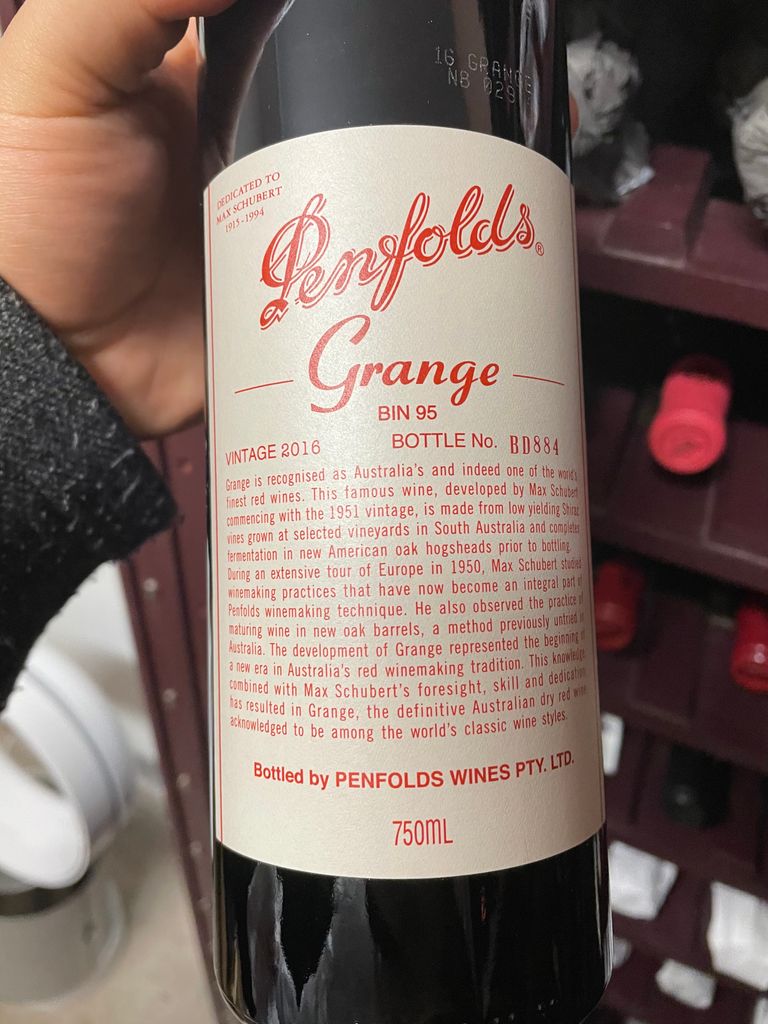 16 GRANGE
NB 029
DEDICATED TO
MAX SCHUBERT
1915-1994
Penfolds®
Grange
BIN 95
VINTAGE 2016 BOTTLE No. BD884
Grange is recognised as Australia's and indeed one of the world's
finest red wines. This famous wine, developed by Max Schubert
commencing with the 1951 vintage, is made from low yielding Shiraz
vines grown at selected vineyards in South Australia and completes
fermentation in new American oak hogsheads prior to bottling.
During an extensive tour of Europe in 1950, Max Schubert studied
winemaking practices that have now become an integral part of
Penfolds winemaking technique. He also observed the practice of
maturing wine in new oak barrels, a method previously untried in
Australia. The development of Grange represented the beginning of
a new era in Australia's red winemaking tradition. This knowledge,
combined with Max Schubert's foresight, skill and dedication
has resulted in Grange, the definitive Australian dry red wine,
acknowledged to be among the world's classic wine styles.
Bottled by PENFOLDS WINES PTY. LTD.
750mL